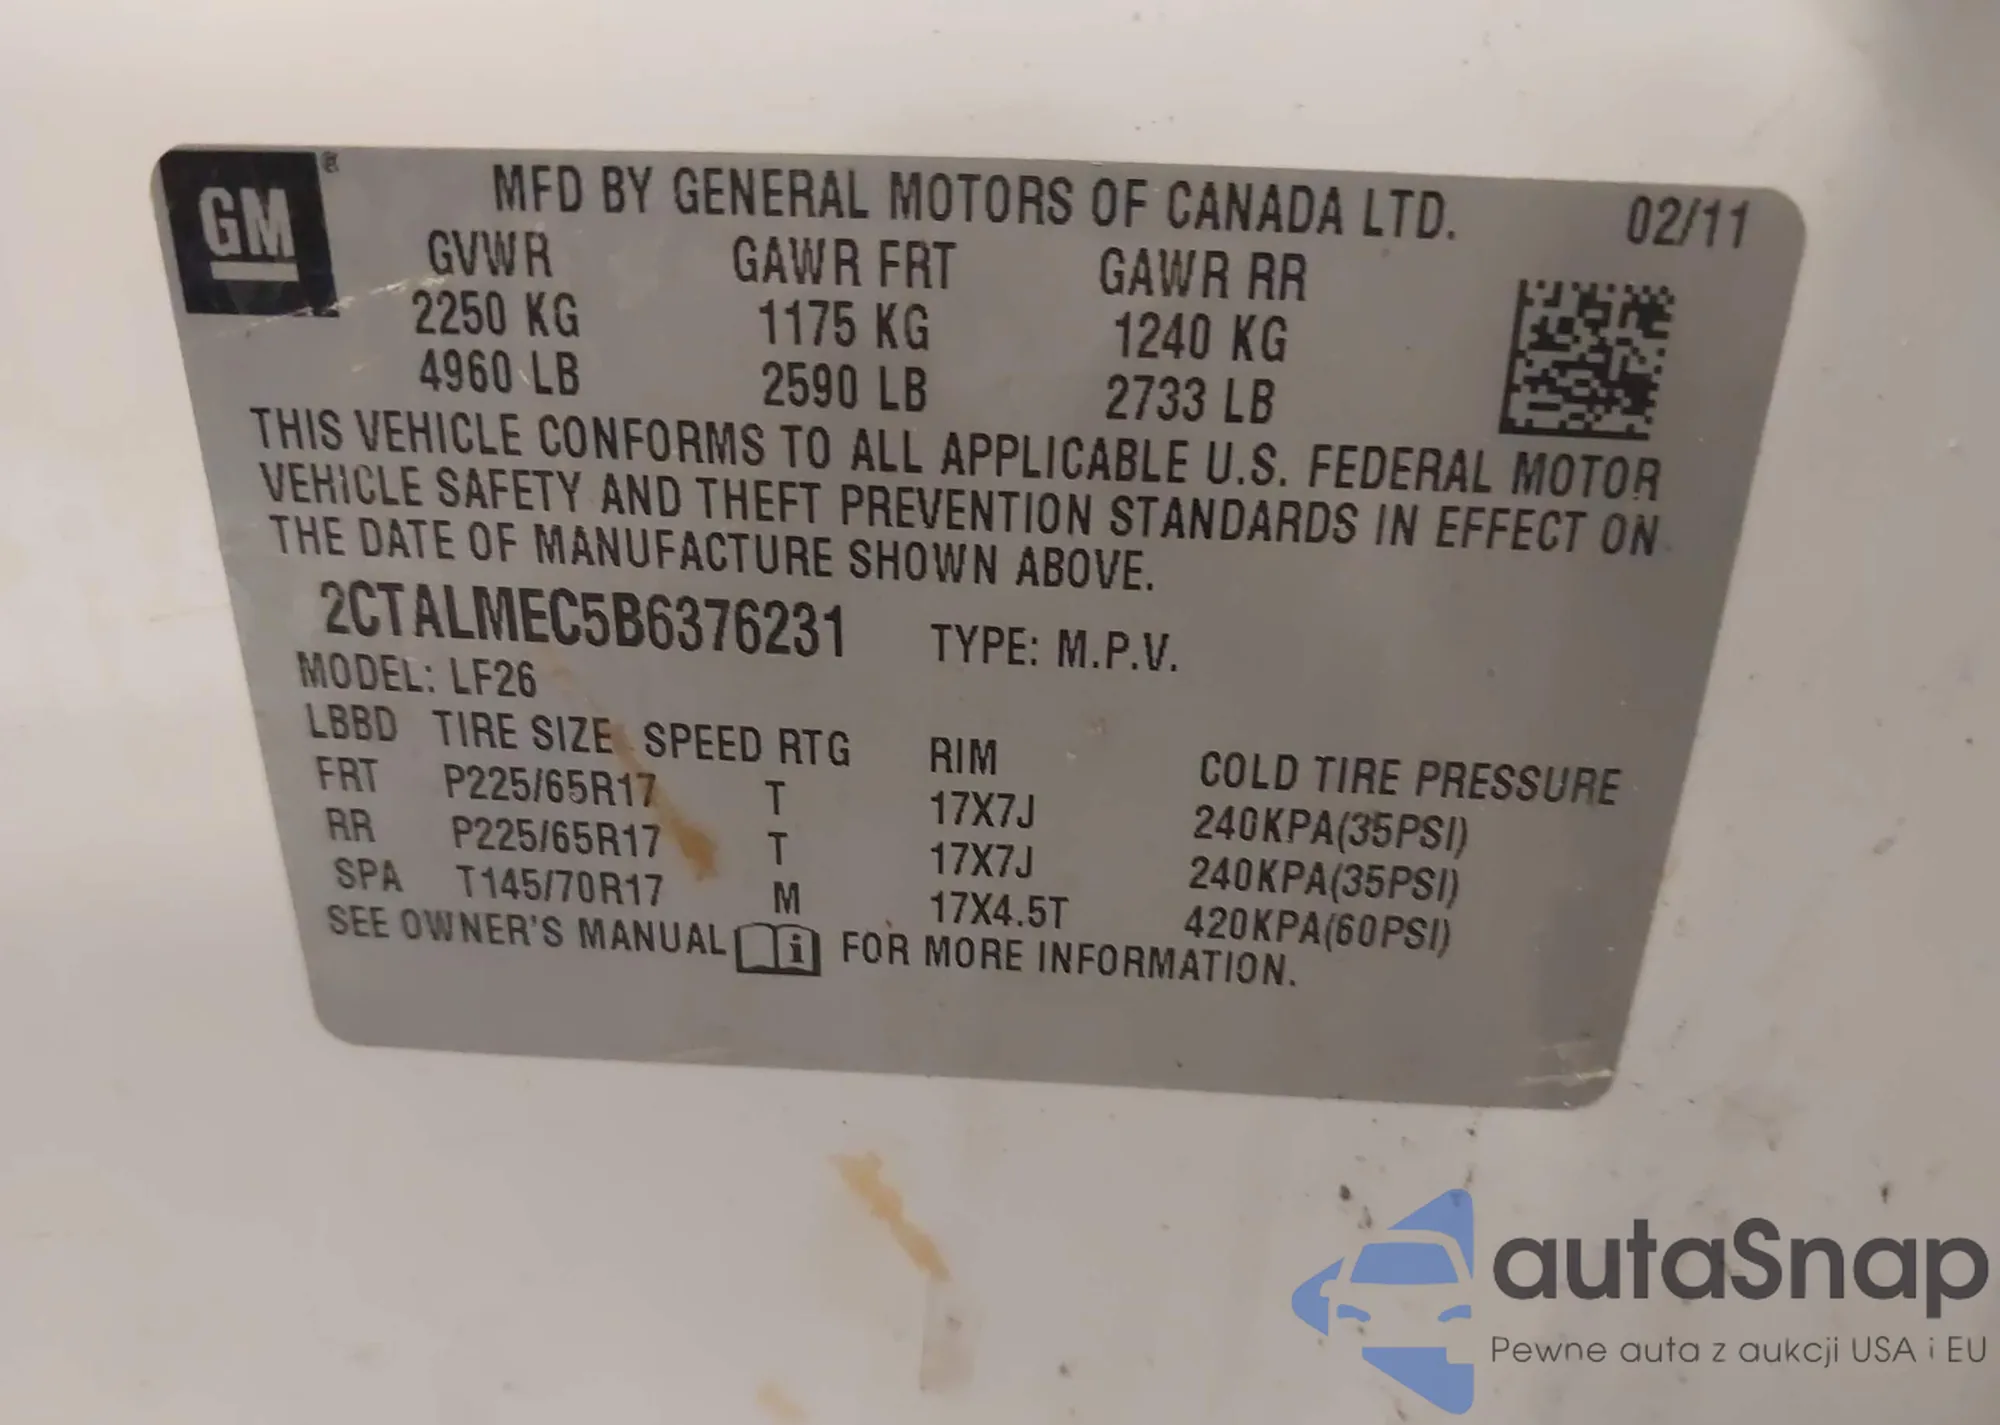 GM ®
MFD BY GENERAL MOTORS OF CANADA LTD. 02/11
GVWR GAWR FRT GAWR RR
2250 KG 1175 KG 1240 KG
4960 LB 2590 LB 2733 LB
THIS VEHICLE CONFORMS TO ALL APPLICABLE U.S. FEDERAL MOTOR
VEHICLE SAFETY AND THEFT PREVENTION STANDARDS IN EFFECT ON
THE DATE OF MANUFACTURE SHOWN ABOVE.
2CTALMEC5B6376231 TYPE: M.P.V.
MODEL: LF26
LBBD TIRE SIZE SPEED RTG RIM COLD TIRE PRESSURE
FRT P225/65R17 T 17X7J 240KPA(35PSI)
RR P225/65R17 T 17X7J 240KPA(35PSI)
SPA T145/70R17 M 17X4.5T 420KPA(60PSI)
SEE OWNER'S MANUAL i FOR MORE INFORMATION.
autaSnap
Pewne auta z aukcji USA i EU